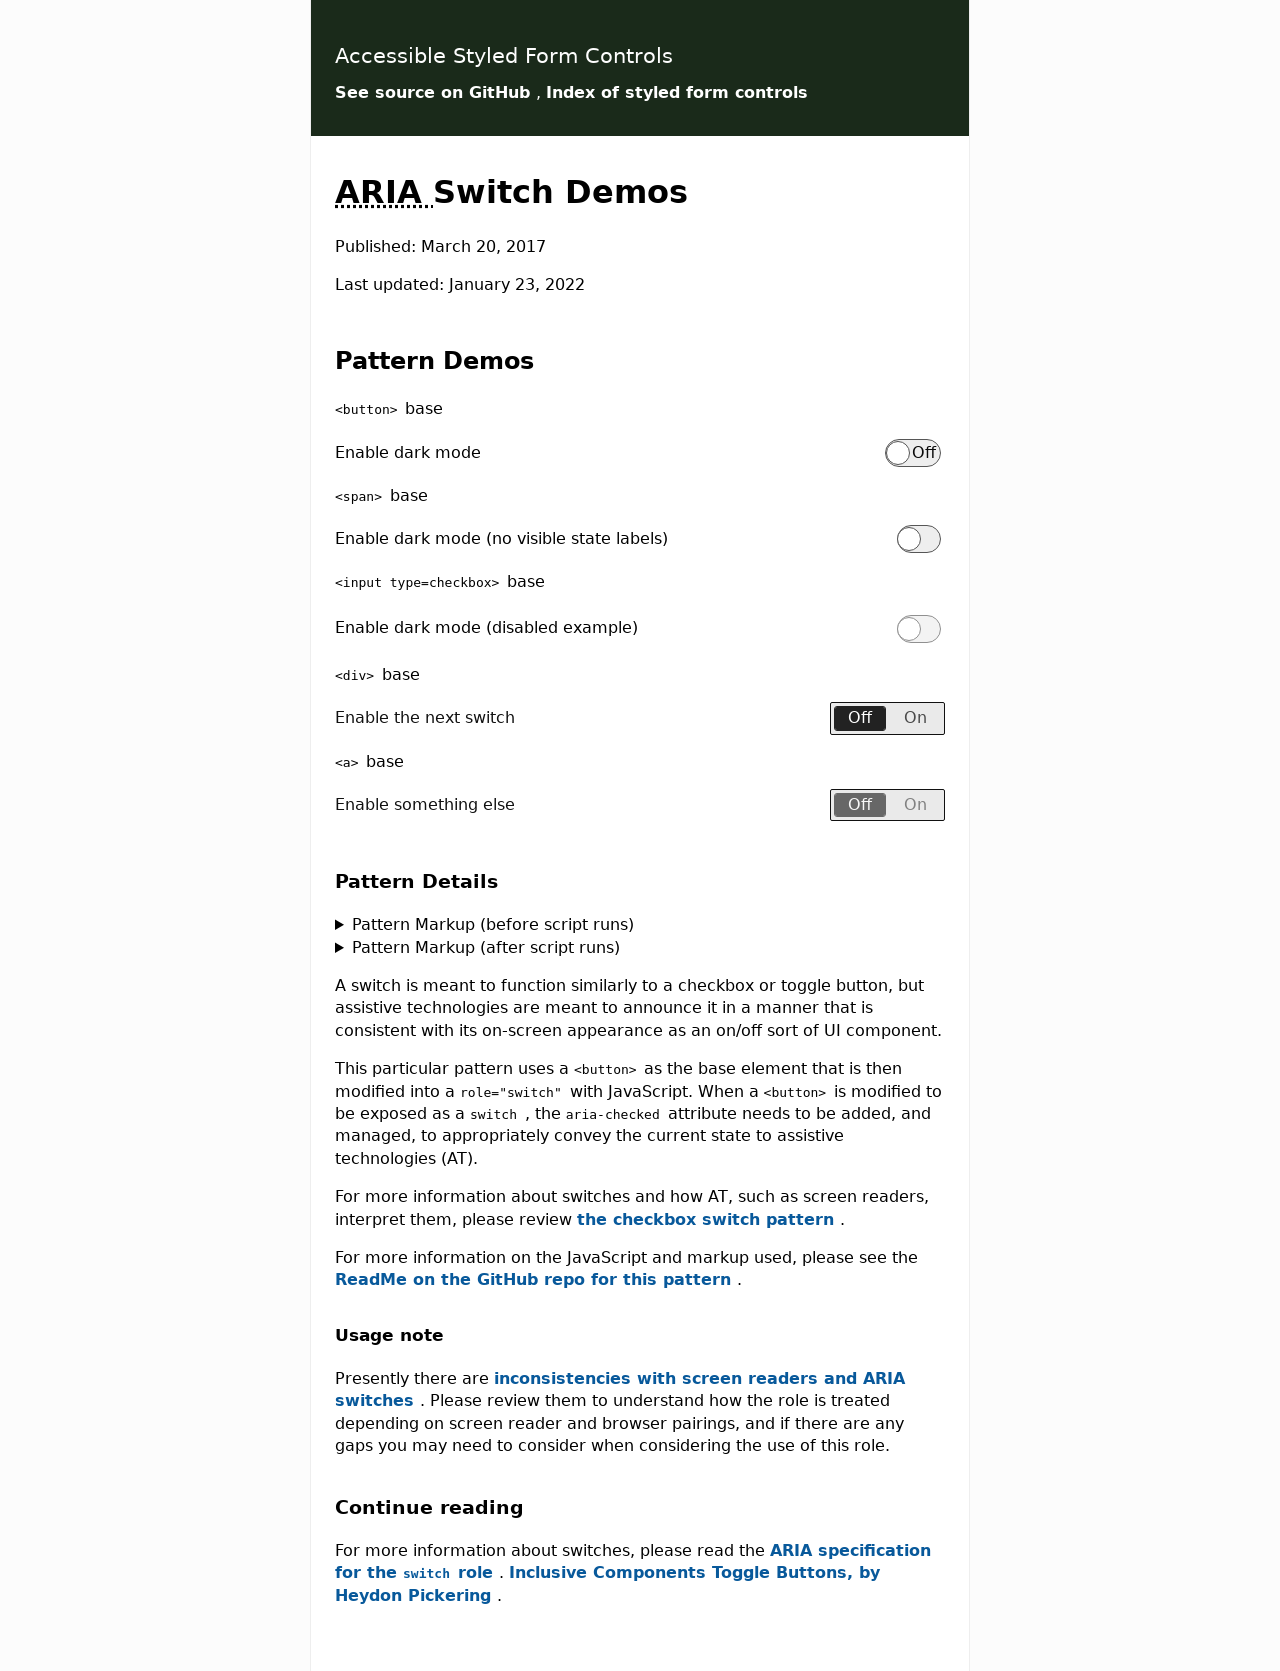 Accessible Styled Form Controls
See source on GitHub , Index of styled form controls
ARIA Switch Demos
Published: March 20, 2017
Last updated: January 23, 2022
Pattern Demos
<button> base
Enable dark mode Off
<span> base
Enable dark mode (no visible state labels)
<input type=checkbox> base
Enable dark mode (disabled example)
<div> base
Enable the next switch Off On
<a> base
Enable something else Off On
Pattern Details
Pattern Markup (before script runs)
Pattern Markup (after script runs)
A switch is meant to function similarly to a checkbox or toggle button, but
assistive technologies are meant to announce it in a manner that is
consistent with its on-screen appearance as an on/off sort of UI component.
This particular pattern uses a <button> as the base element that is then
modified into a role="switch" with JavaScript. When a <button> is modified to
be exposed as a switch , the aria-checked attribute needs to be added, and
managed, to appropriately convey the current state to assistive
technologies (AT).
For more information about switches and how AT, such as screen readers,
interpret them, please review the checkbox switch pattern .
For more information on the JavaScript and markup used, please see the
ReadMe on the GitHub repo for this pattern .
Usage note
Presently there are inconsistencies with screen readers and ARIA
switches . Please review them to understand how the role is treated
depending on screen reader and browser pairings, and if there are any
gaps you may need to consider when considering the use of this role.
Continue reading
For more information about switches, please read the ARIA specification
for the switch role . Inclusive Components Toggle Buttons, by
Heydon Pickering .